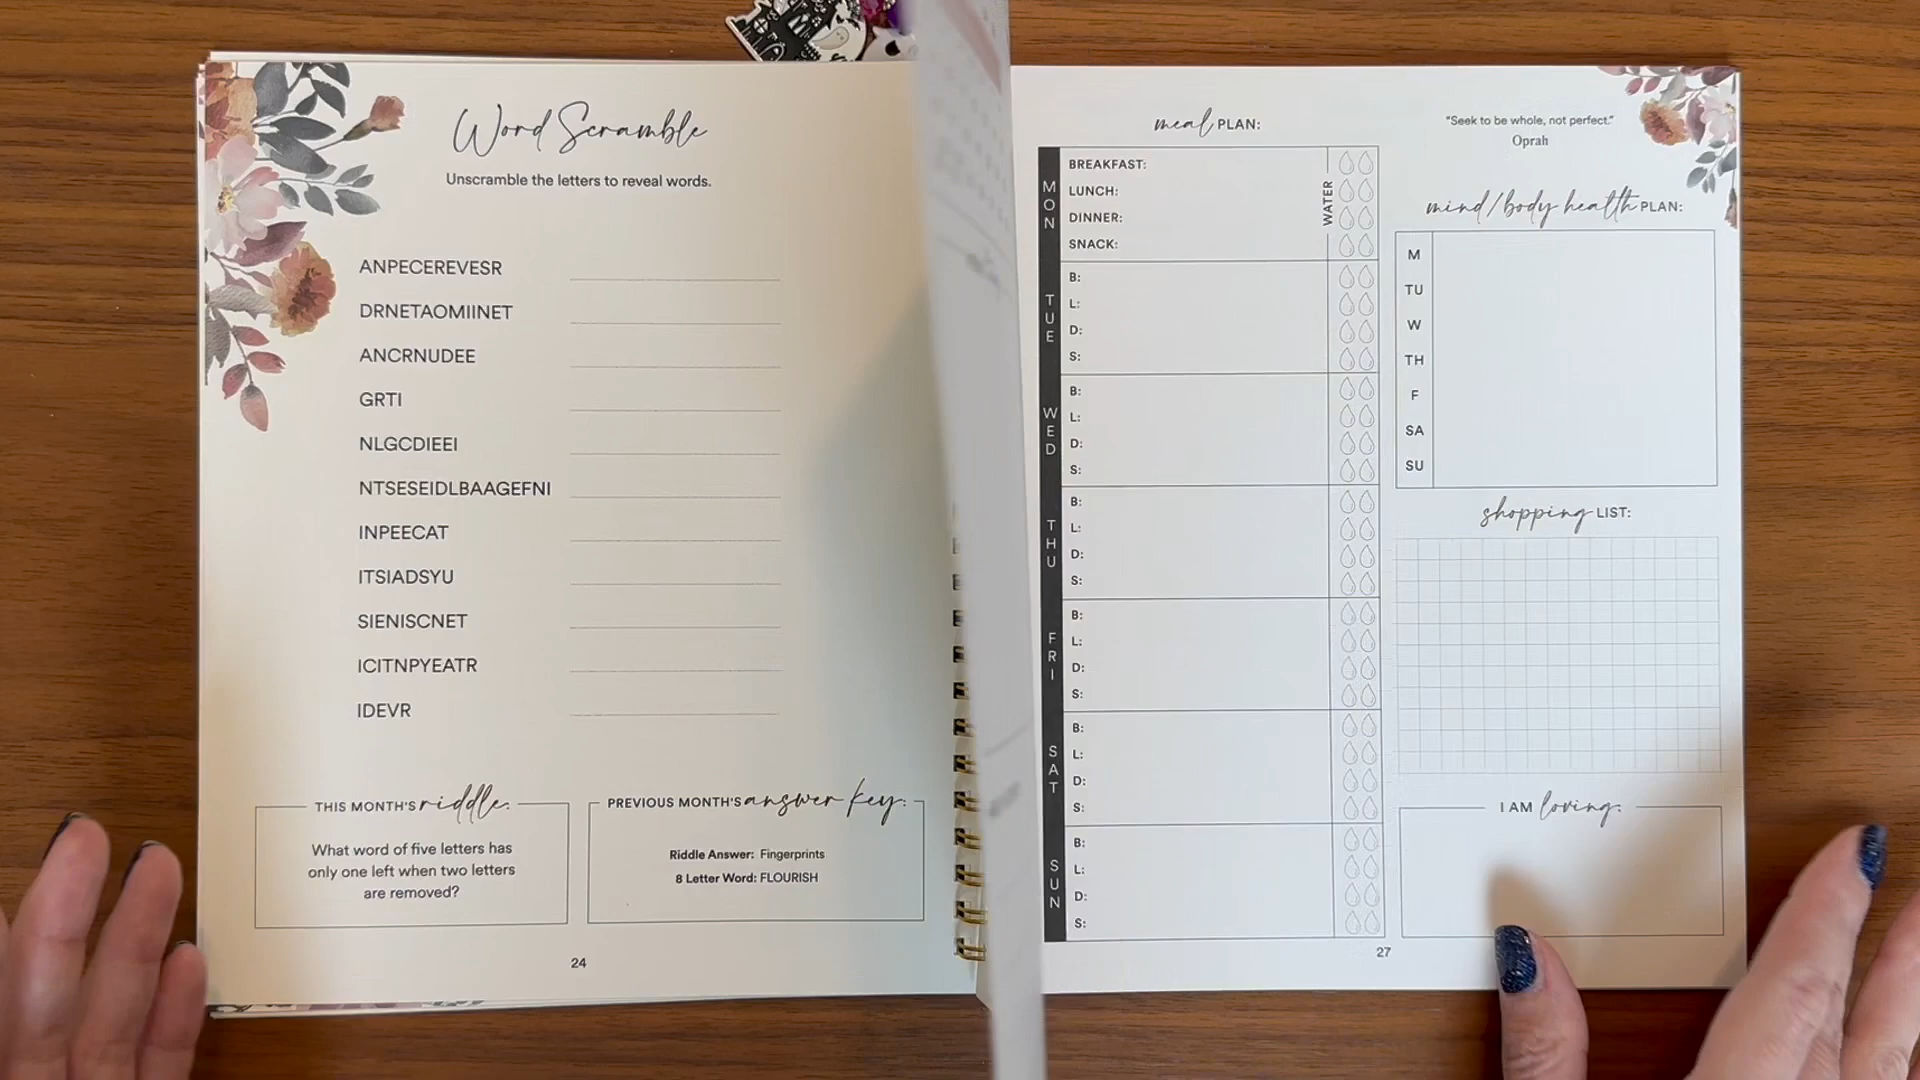 Word Scramble
Unscramble the letters to reveal words.
ANPECEREVESR
DRNETAOMIINET
ANCRNUDEE
GRTI
NLGCDIEEI
NTSESEIDLBAAGEFNI
INPEECAT
ITSIADSYU
SIENISCNET
ICITNPYEATR
IDEVR
THIS MONTH'S riddle:
What word of five letters has
only one left when two letters
are removed?
PREVIOUS MONTH'S answer key:
Riddle Answer: Fingerprints
8 Letter Word: FLOURISH
24
meal PLAN:
MON
BREAKFAST:
LUNCH:
DINNER:
SNACK:
WATER
TUE
B:
L:
D:
S:
WED
B:
L:
D:
S:
THU
B:
L:
D:
S:
FRI
B:
L:
D:
S:
SAT
B:
L:
D:
S:
SUN
B:
L:
D:
S:
"Seek to be whole, not perfect."
Oprah
mind/body health PLAN:
M
TU
W
TH
F
SA
SU
shopping LIST:
I AM loving:
27